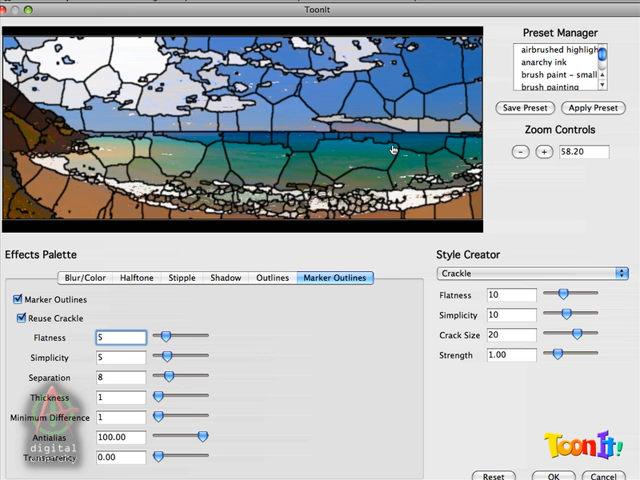 ToonIt
Preset Manager
airbrushed highligh
anarchy ink
brush paint - small
brush painting
Save Preset
Apply Preset
Zoom Controls
- + 58.20
Effects Palette
Blur/Color Halftone Stipple Shadow Outlines Marker Outlines
Marker Outlines
Reuse Crackle
Flatness 5
Simplicity 5
Separation 8
Thickness 1
Minimum Difference 1
Antialias 100.00
Transparency 0.00
Style Creator
Crackle
Flatness 10
Simplicity 10
Crack Size 20
Strength 1.00
digital
anarchy
ToonIt!
Reset OK Cancel